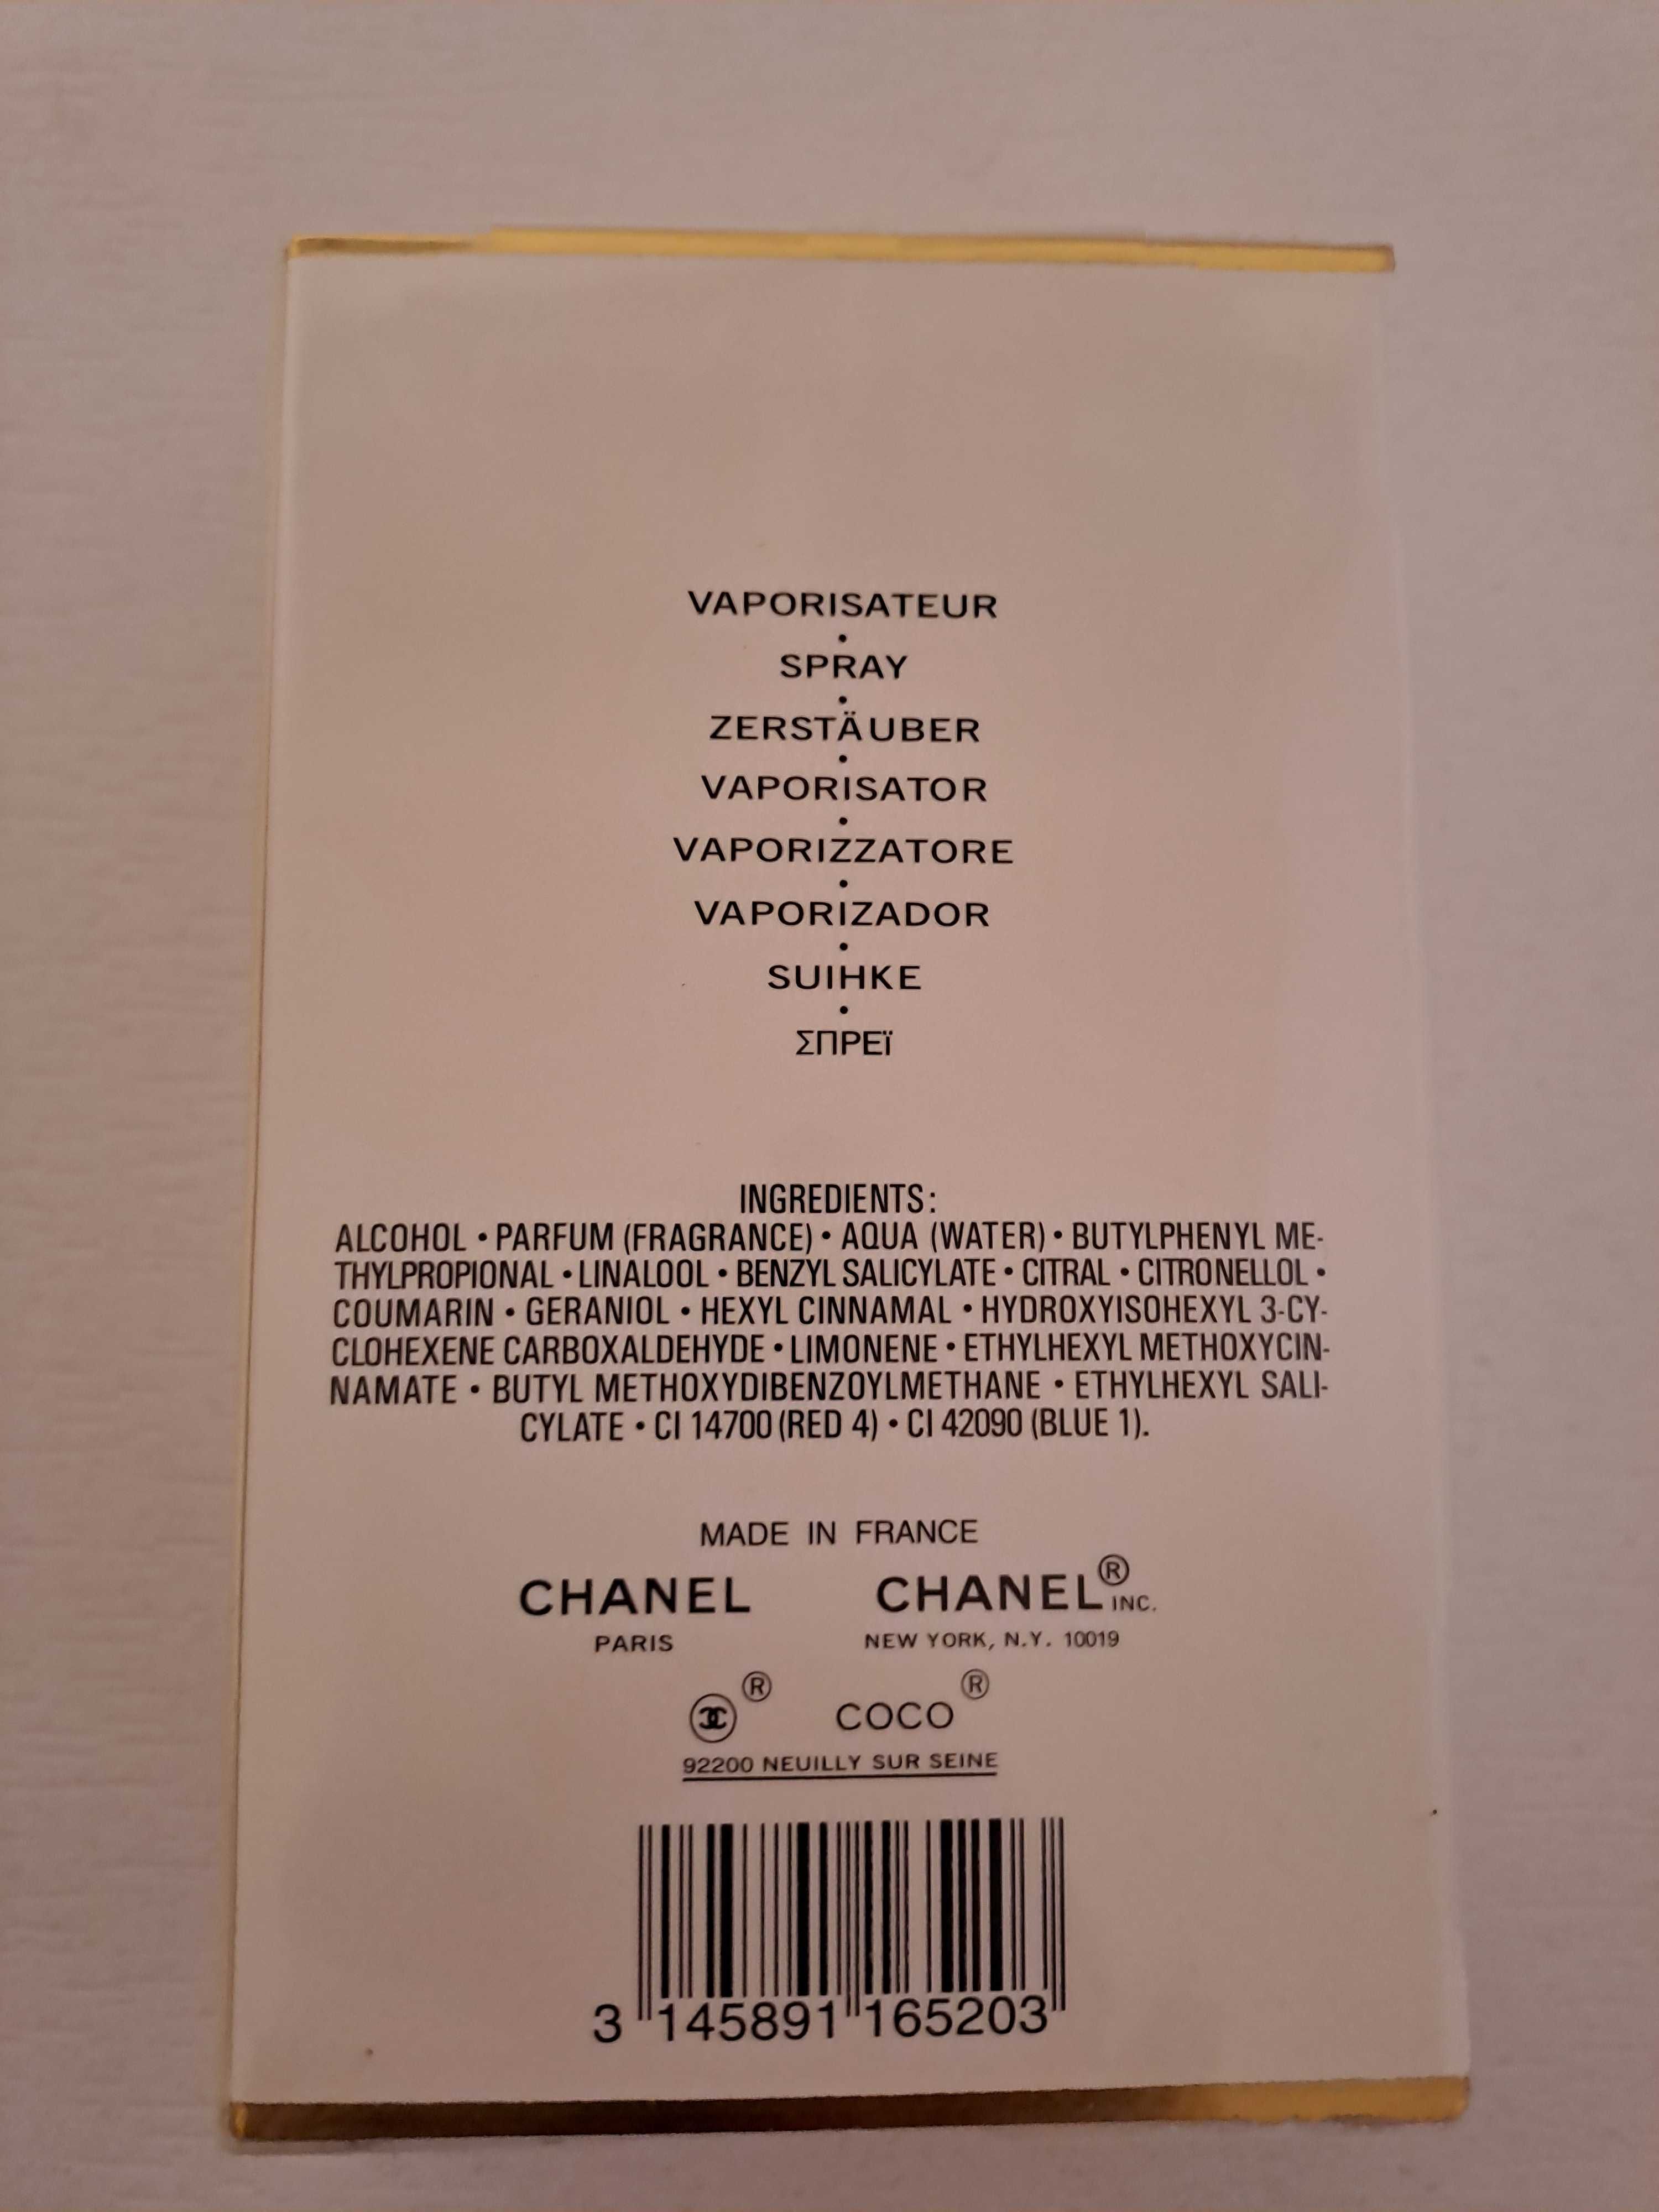 VAPORISATEUR
•
SPRAY
•
ZERSTÄUBER
•
VAPORISATOR
•
VAPORIZZATORE
•
VAPORIZADOR
•
SUIHKE
•
ΣΠΡΕϊ
INGREDIENTS:
ALCOHOL • PARFUM (FRAGRANCE) • AQUA (WATER) • BUTYLPHENYL ME-
THYLPROPIONAL • LINALOOL • BENZYL SALICYLATE • CITRAL • CITRONELLOL •
COUMARIN • GERANIOL • HEXYL CINNAMAL • HYDROXYISOHEXYL 3-CY-
CLOHEXENE CARBOXALDEHYDE • LIMONENE • ETHYLHEXYL METHOXYCIN-
NAMATE • BUTYL METHOXYDIBENZOYLMETHANE • ETHYLHEXYL SALI-
CYLATE • CI 14700 (RED 4) • CI 42090 (BLUE 1).
MADE IN FRANCE
CHANEL CHANEL® INC.
PARIS NEW YORK, N.Y. 10019
® COCO ®
92200 NEUILLY SUR SEINE
3 145891 165203